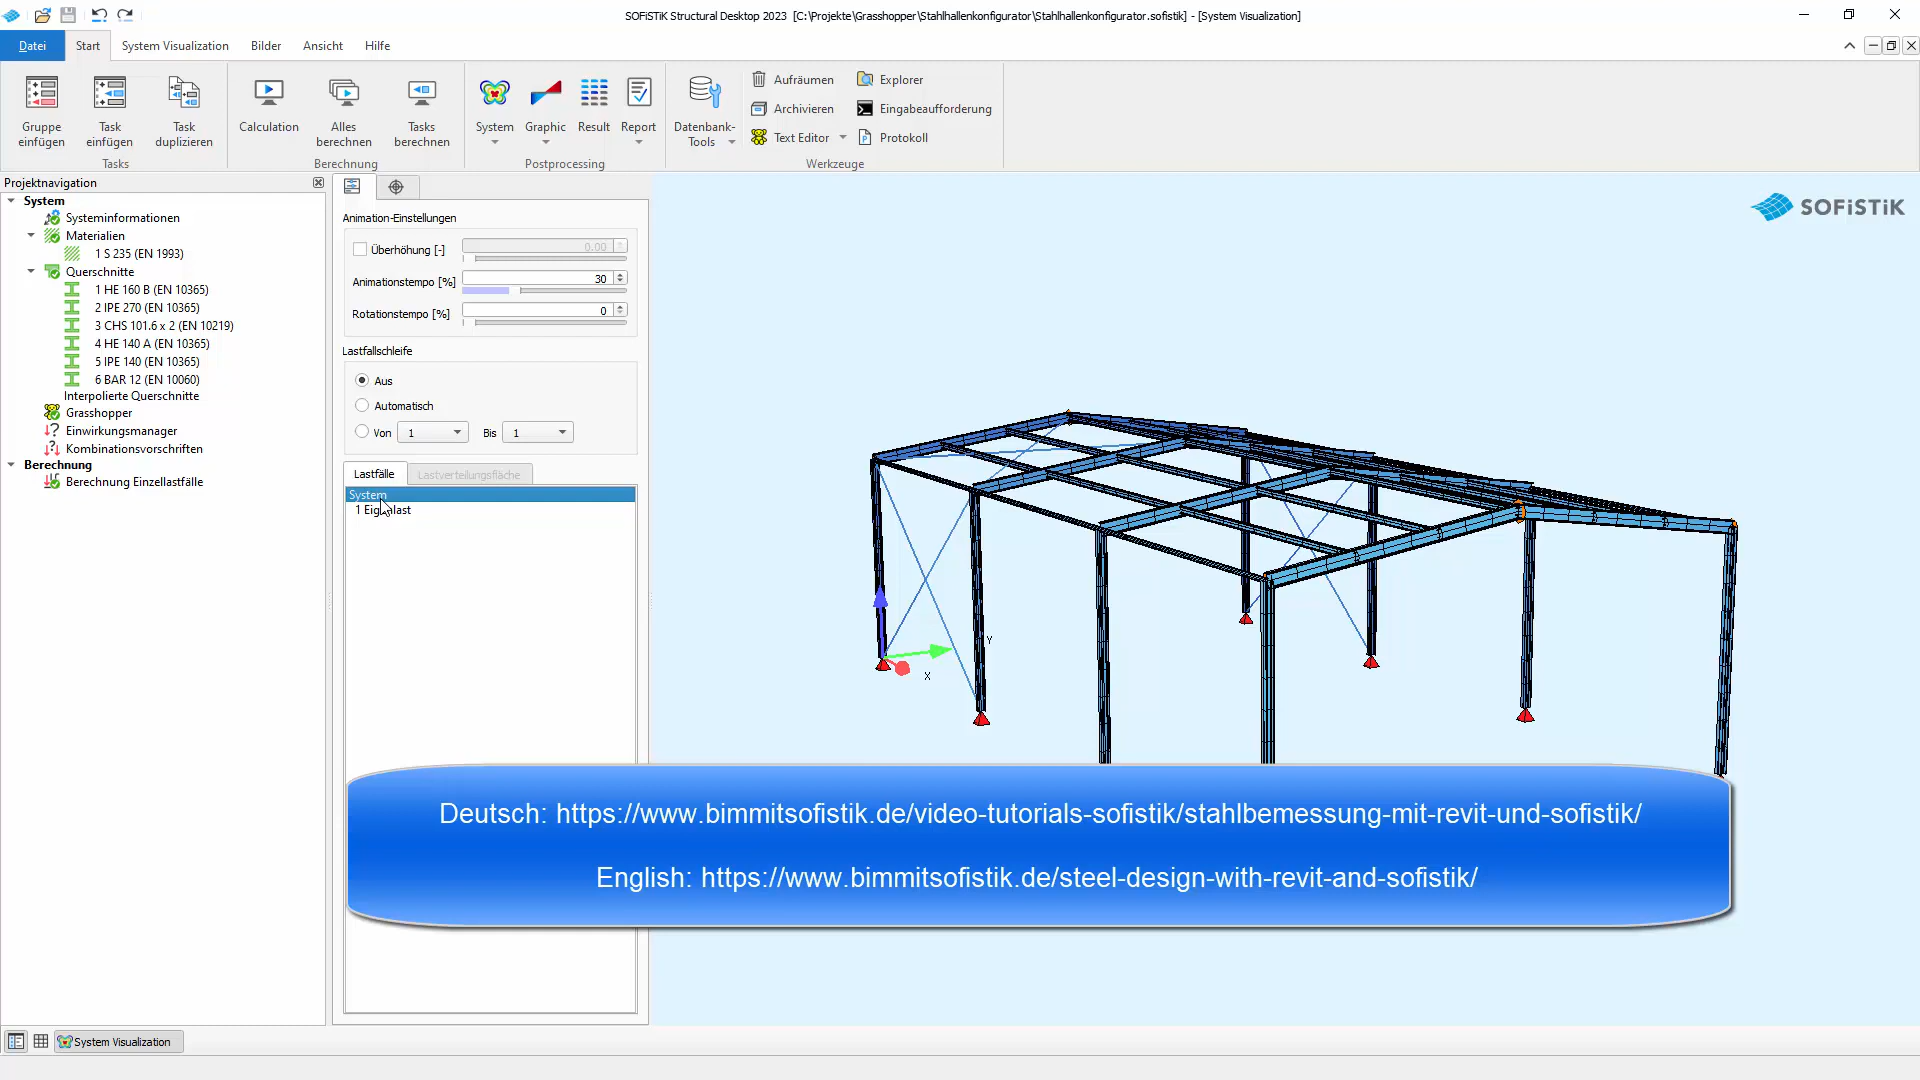 SOFiSTiK Structural Desktop 2023 [C:\Projekte\Grasshopper\Stahlhallenkonfigurator\Stahlhallenkonfigurator.sofistik] - [System Visualization]
Datei Start System Visualization Bilder Ansicht Hilfe
Gruppe einfügen
Task einfügen
Task duplizieren
Tasks
Calculation
Alles berechnen
Tasks berechnen
Berechnung
System
Graphic
Result
Report
Postprocessing
Datenbank-Tools
Aufräumen
Archivieren
Text Editor
Explorer
Eingabeaufforderung
Protokoll
Werkzeuge
Projektnavigation
System
Systeminformationen
Materialien
1 S 235 (EN 1993)
Querschnitte
1 HE 160 B (EN 10365)
2 IPE 270 (EN 10365)
3 CHS 101.6 x 2 (EN 10219)
4 HE 140 A (EN 10365)
5 IPE 140 (EN 10365)
6 BAR 12 (EN 10060)
Interpolierte Querschnitte
Grasshopper
Einwirkungsmanager
Kombinationsvorschriften
Berechnung
Berechnung Einzellastfälle
Animation-Einstellungen
Überhöhung [-] 0.00
Animationstempo [%] 30
Rotationstempo [%] 0
Lastfallschleife
Aus
Automatisch
Von 1 Bis 1
Lastfälle Lastverteilungsfläche
System
SOFiSTiK
Y
X
Deutsch: https://www.bimmitsofistik.de/video-tutorials-sofistik/stahlbemessung-mit-revit-und-sofistik/
English: https://www.bimmitsofistik.de/steel-design-with-revit-and-sofistik/
System Visualization